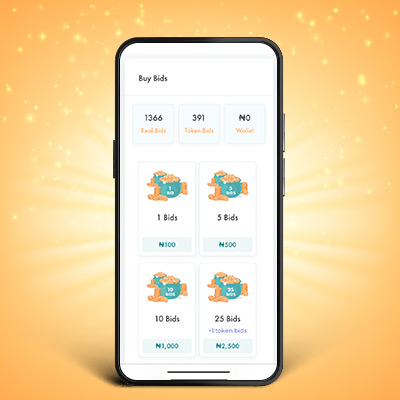 Buy Bids
1366 391 ₦0
Real Bids Token Bids Wallet
1 BID
5 BIDS
1 Bids 5 Bids
₦100 ₦500
10 BIDS
25 BIDS
10 Bids 25 Bids
+1 token bids
₦1,000 ₦2,500